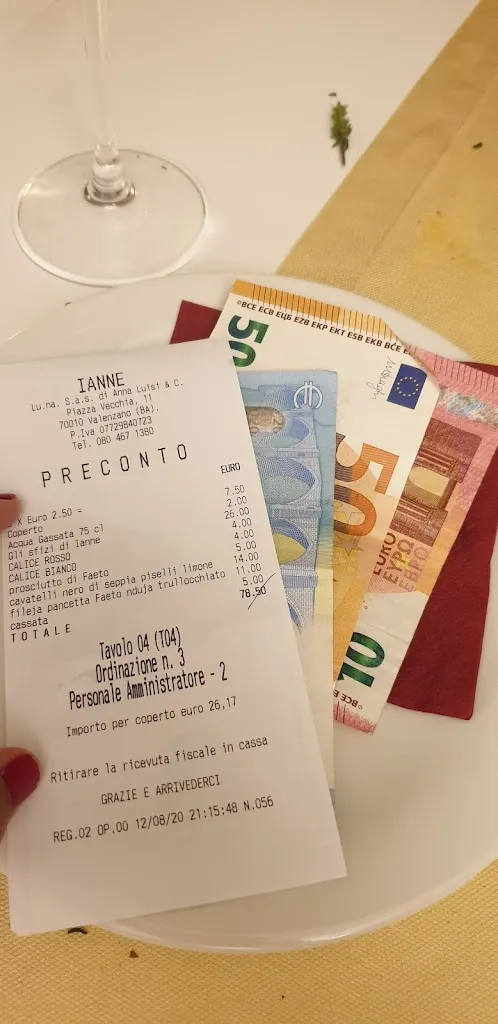 IANNE
Lu.na. S.a.s. di Anna Luisi & C.
Piazza Vecchia, 11
70010 Valenzano (BA).
P.Iva 07729840723
Tel. 080 467 1380
PRECONTO
EURO
X Euro 2.50 =
Coperto 7.50
Acqua Gassata 75 cl 2.00
Gli sfizi di Ianne 26.00
CALICE ROSSO 4.00
CALICE BIANCO 4.00
prosciutto di Faeto 5.00
cavatelli nero di seppia piselli limone 14.00
fileja pancetta Faeto nduja trullocchiato 11.00
cassata 5.00
TOTALE 78.50
Tavolo 04 (T04)
Ordinazione n. 3
Personale Amministratore - 2
Importo per coperto euro 26,17
Ritirare la ricevuta fiscale in cassa
GRAZIE E ARRIVEDERCI
REG.02 OP.00 12/08/20 21:15:48 N.056
©BCE ECB ЕЦБ EZB EKP EKT ESB EKB BĊE E
50
50
EURO
ΕΥΡΩ
ЕВРО
10